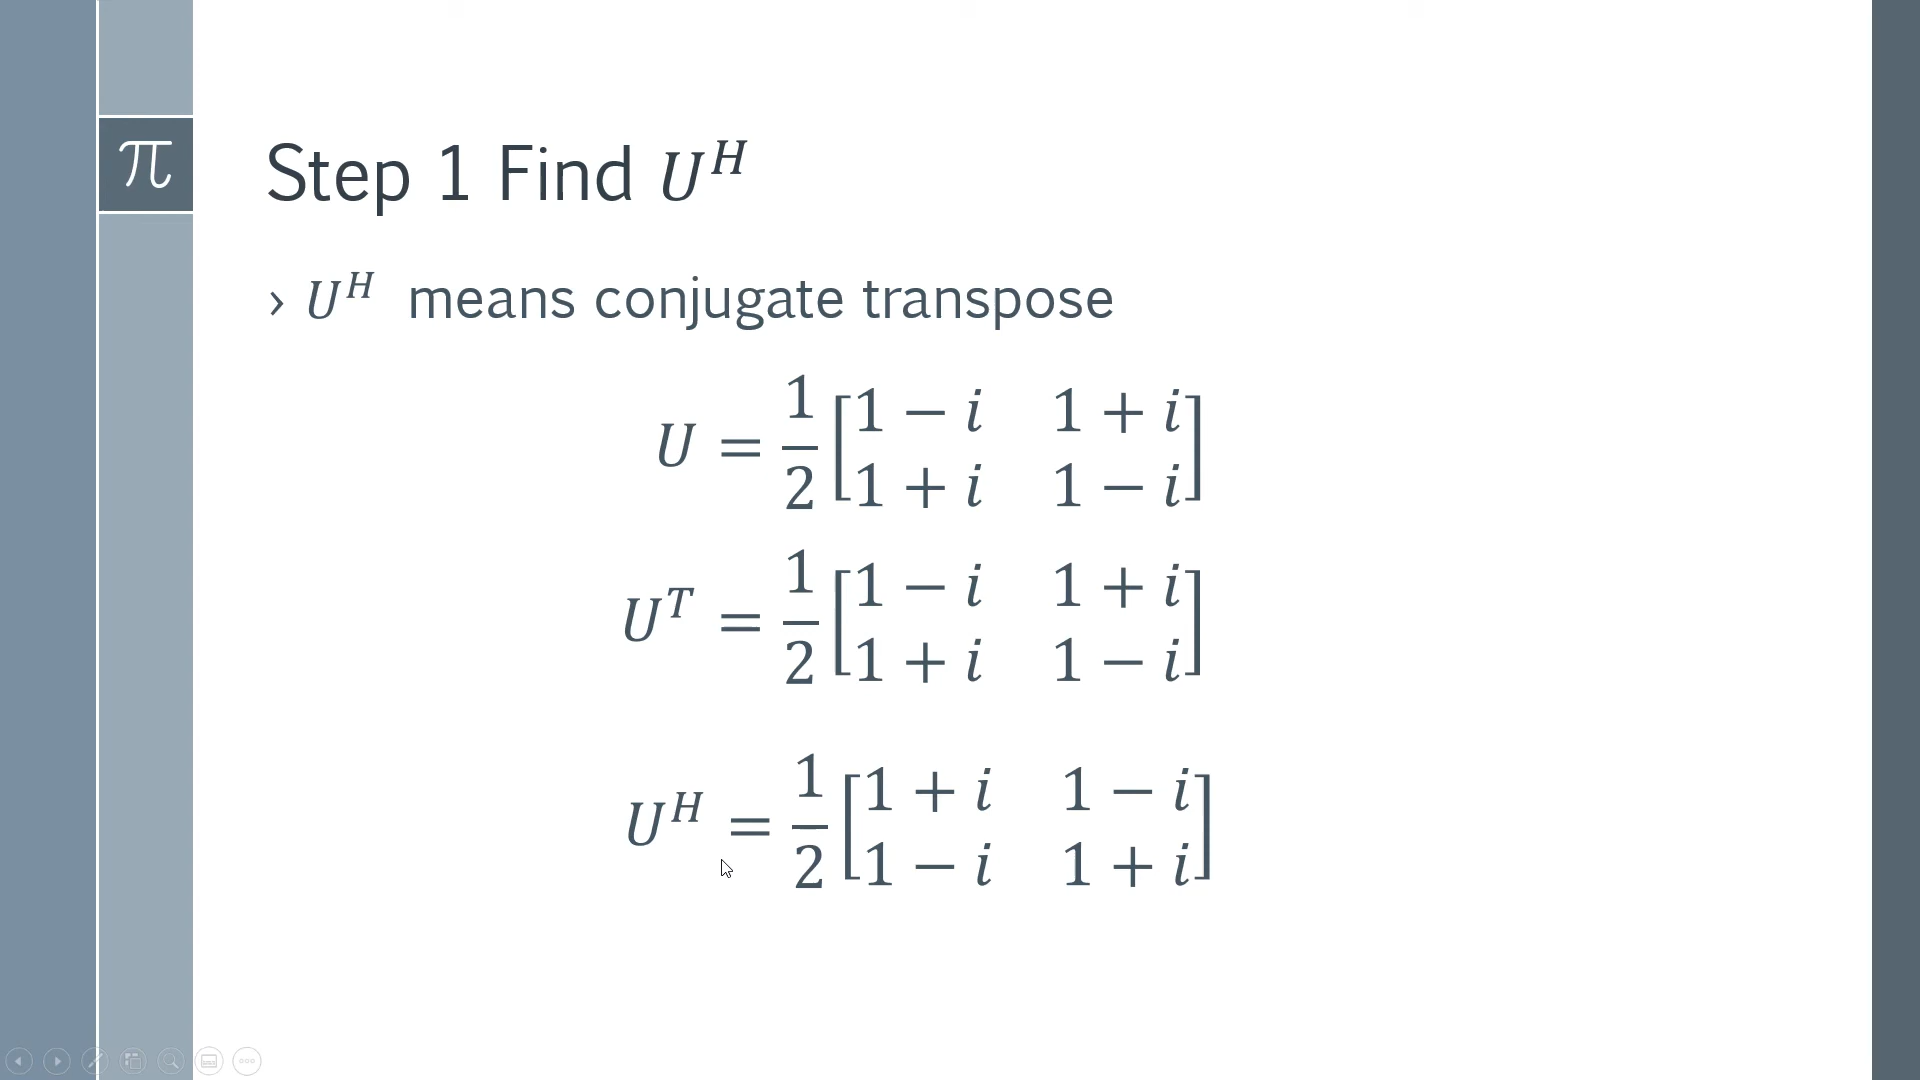 π
Step 1 Find U^H
› U^H means conjugate transpose
U = 1/2 [1 − i 1 + i; 1 + i 1 − i]
U^T = 1/2 [1 − i 1 + i; 1 + i 1 − i]
U^H = 1/2 [1 + i 1 − i; 1 − i 1 + i]